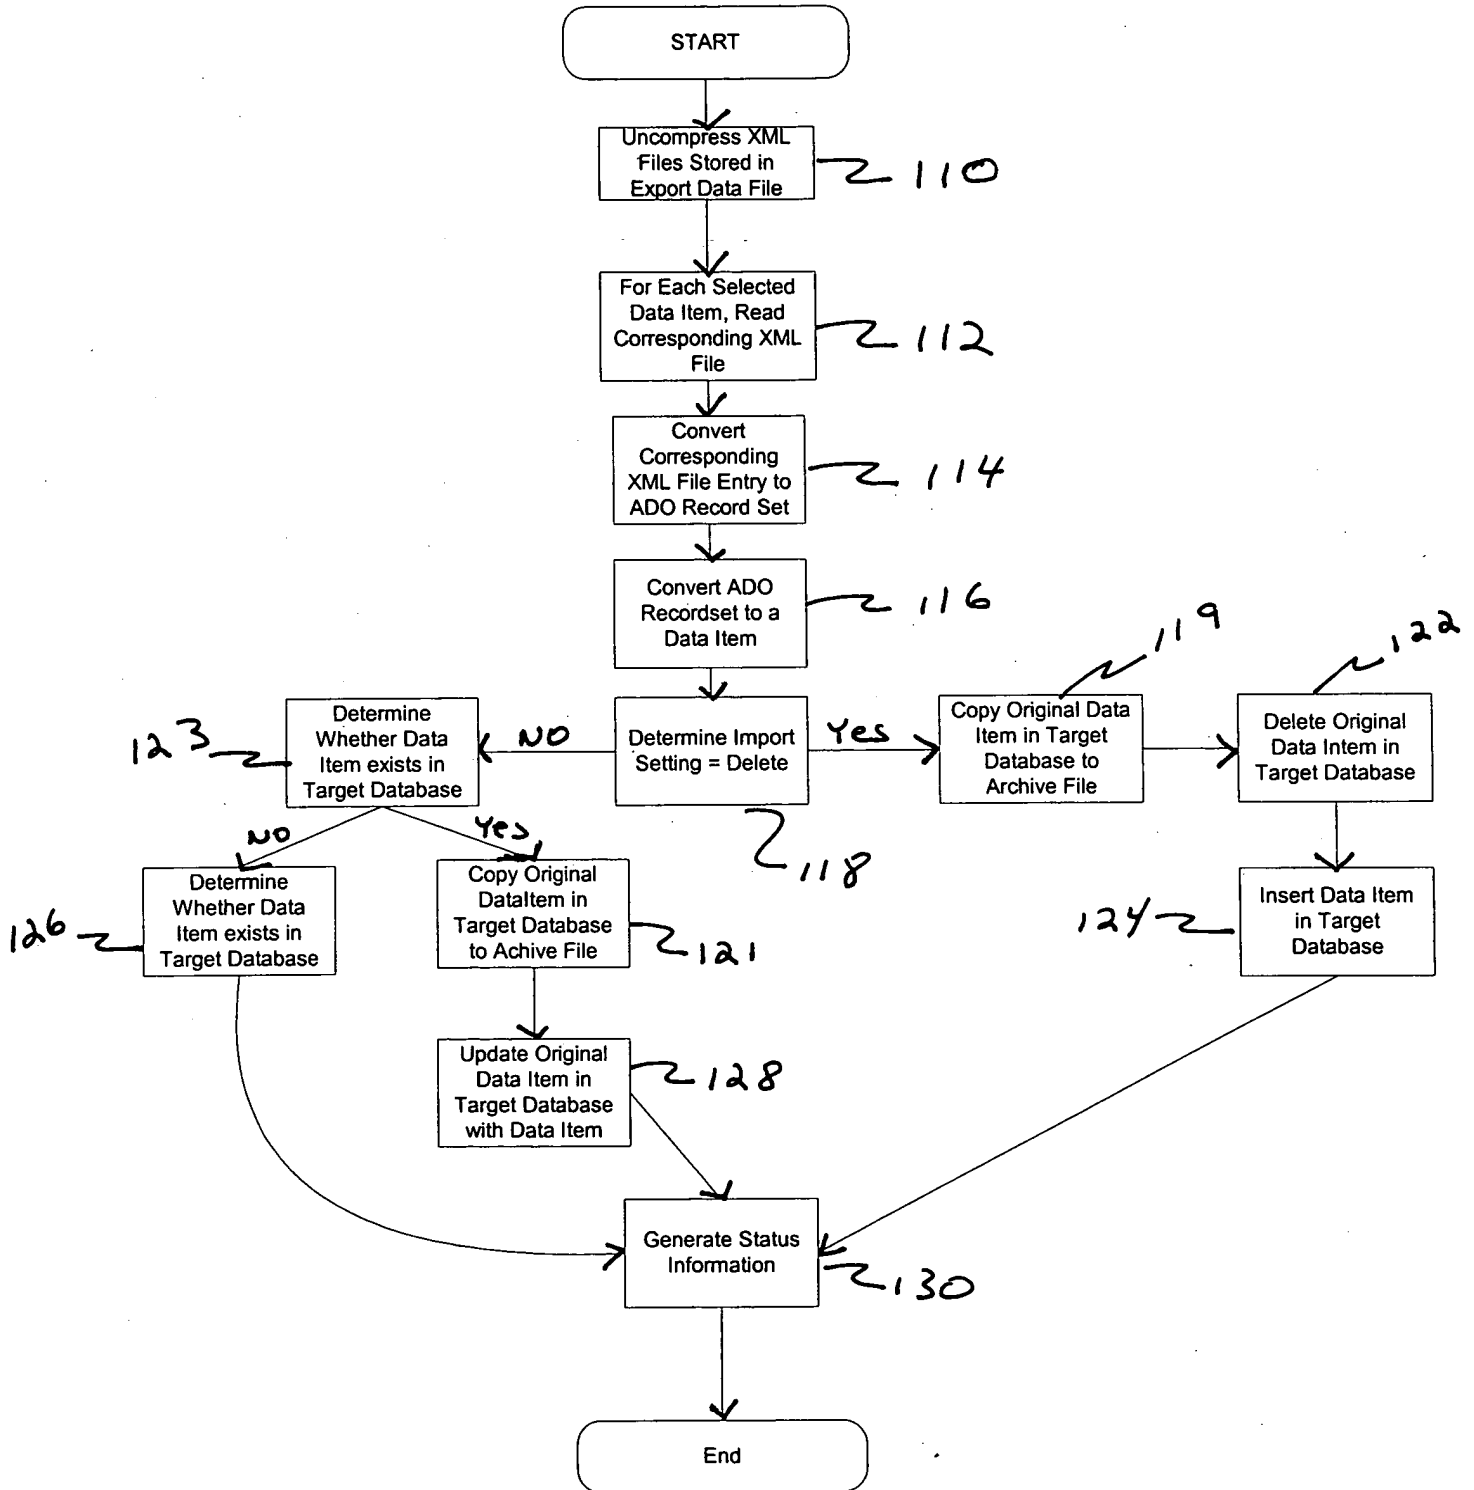 START
Uncompress XML
Files Stored in
Export Data File
110
For Each Selected
Data Item, Read
Corresponding XML
File
112
Convert
Corresponding
XML File Entry to
ADO Record Set
114
Convert ADO
Recordset to a
Data Item
116
119
122
123
Determine
Whether Data
Item exists in
Target Database
NO
Determine Import
Setting = Delete
Yes
Copy Original Data
Item in Target
Database to
Archive File
Delete Original
Data Intem in
Target Database
118
NO
Yes
126
Determine
Whether Data
Item exists in
Target Database
Copy Original
DataItem in
Target Database
to Achive File
121
124
Insert Data Item
in Target
Database
Update Original
Data Item in
Target Database
with Data Item
128
Generate Status
Information
130
End